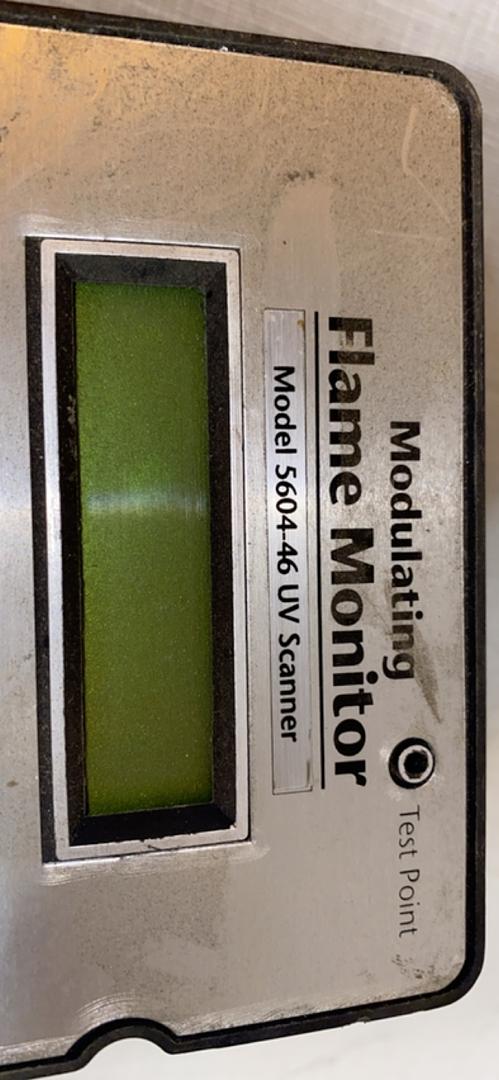 Modulating
Test Point
Flame Monitor
Model 5604-46 UV Scanner